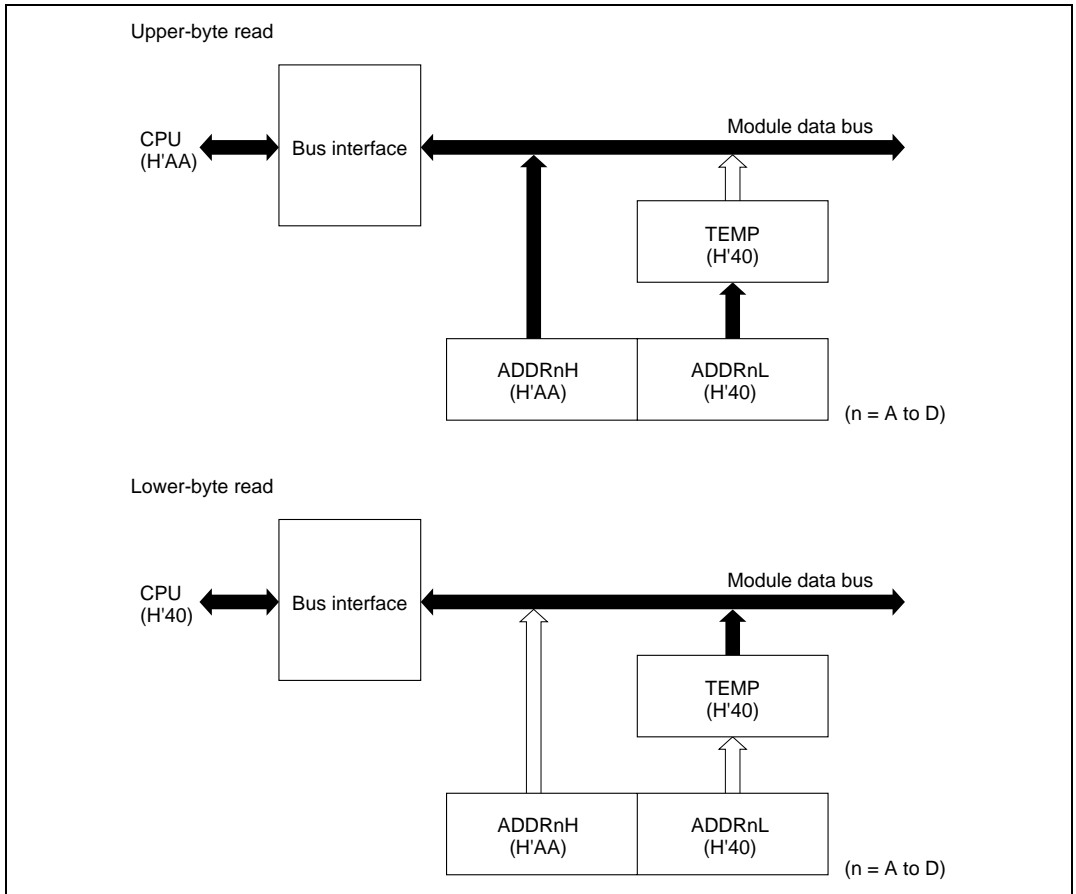 Upper-byte read
CPU
(H'AA)
Bus interface
Module data bus
TEMP
(H'40)
ADDRnH
(H'AA)
ADDRnL
(H'40)
(n = A to D)
Lower-byte read
CPU
(H'40)
Bus interface
Module data bus
TEMP
(H'40)
ADDRnH
(H'AA)
ADDRnL
(H'40)
(n = A to D)